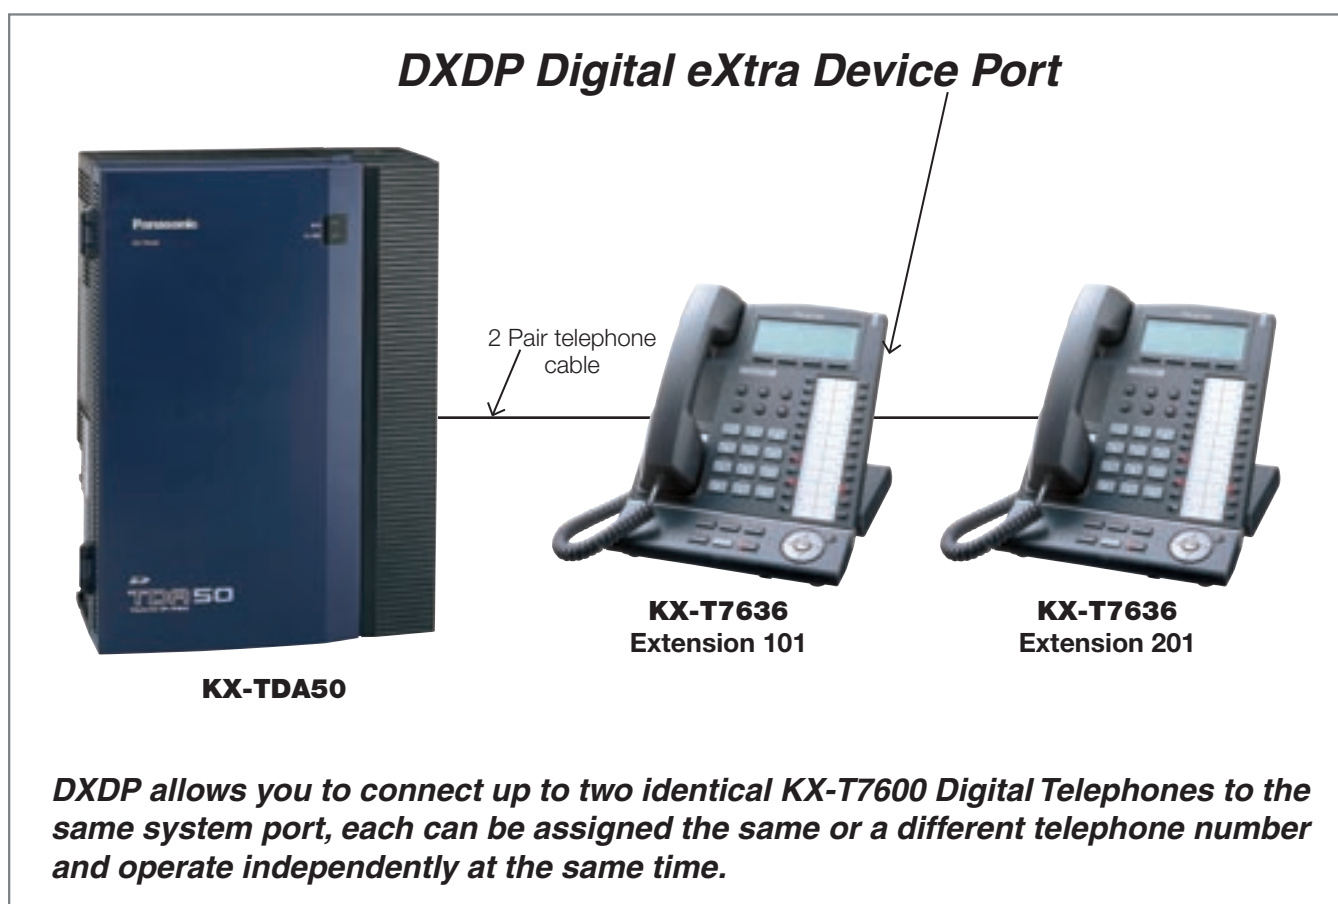 DXDP Digital eXtra Device Port
Panasonic
2 Pair telephone
cable
TDA50
KX-TDA50
KX-T7636
Extension 101
KX-T7636
Extension 201
DXDP allows you to connect up to two identical KX-T7600 Digital Telephones to the
same system port, each can be assigned the same or a different telephone number
and operate independently at the same time.